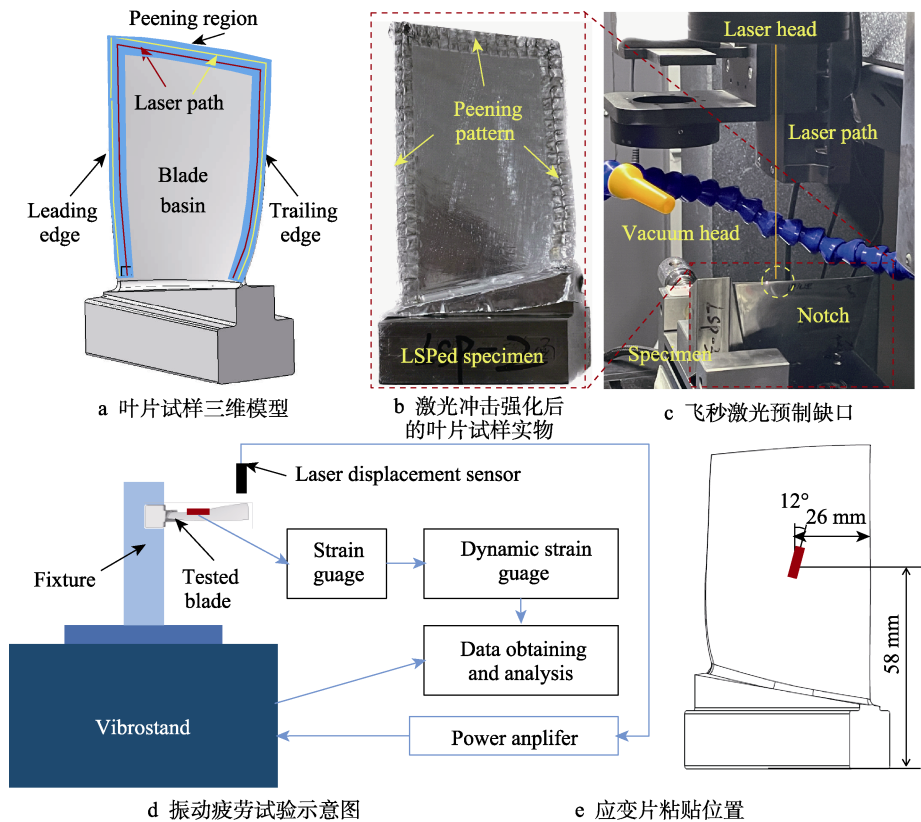 Peening region
Laser path
Blade
basin
Leading
edge
Trailing
edge
a 叶片试样三维模型
Peening
pattern
LSPed specimen
b 激光冲击强化后
的叶片试样实物
Laser head
Laser path
Vacuum head
Notch
Specimen
c 飞秒激光预制缺口
Laser displacement sensor
Fixture
Tested
blade
Strain
guage
Dynamic strain
guage
Data obtaining
and analysis
Vibrostand
Power anplifer
d 振动疲劳试验示意图
12°
26 mm
58 mm
e 应变片粘贴位置